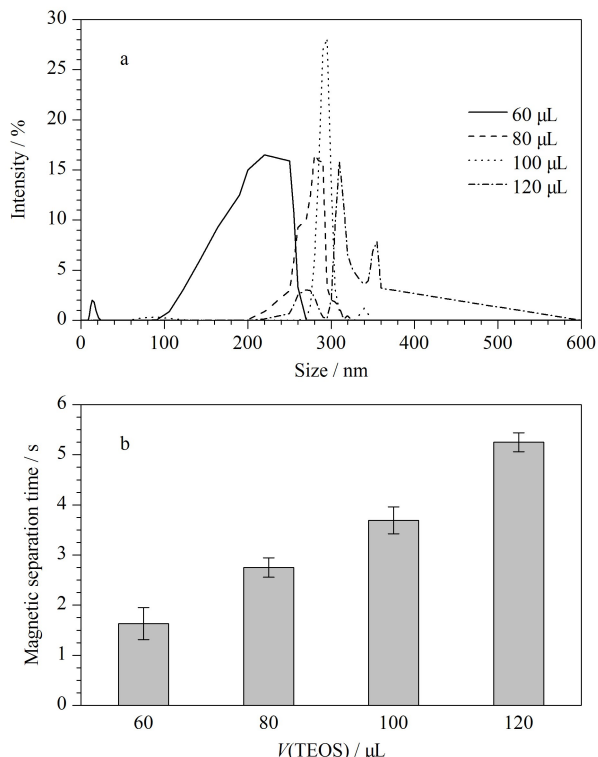 30
a
25
60 μL
80 μL
20
100 μL
120 μL
15
Intensity / %
10
5
0
0 100 200 300 400 500 600
Size / nm
6
b
5
4
3
Magnetic separation time / s
2
1
0
60 80 100 120
V(TEOS) / μL